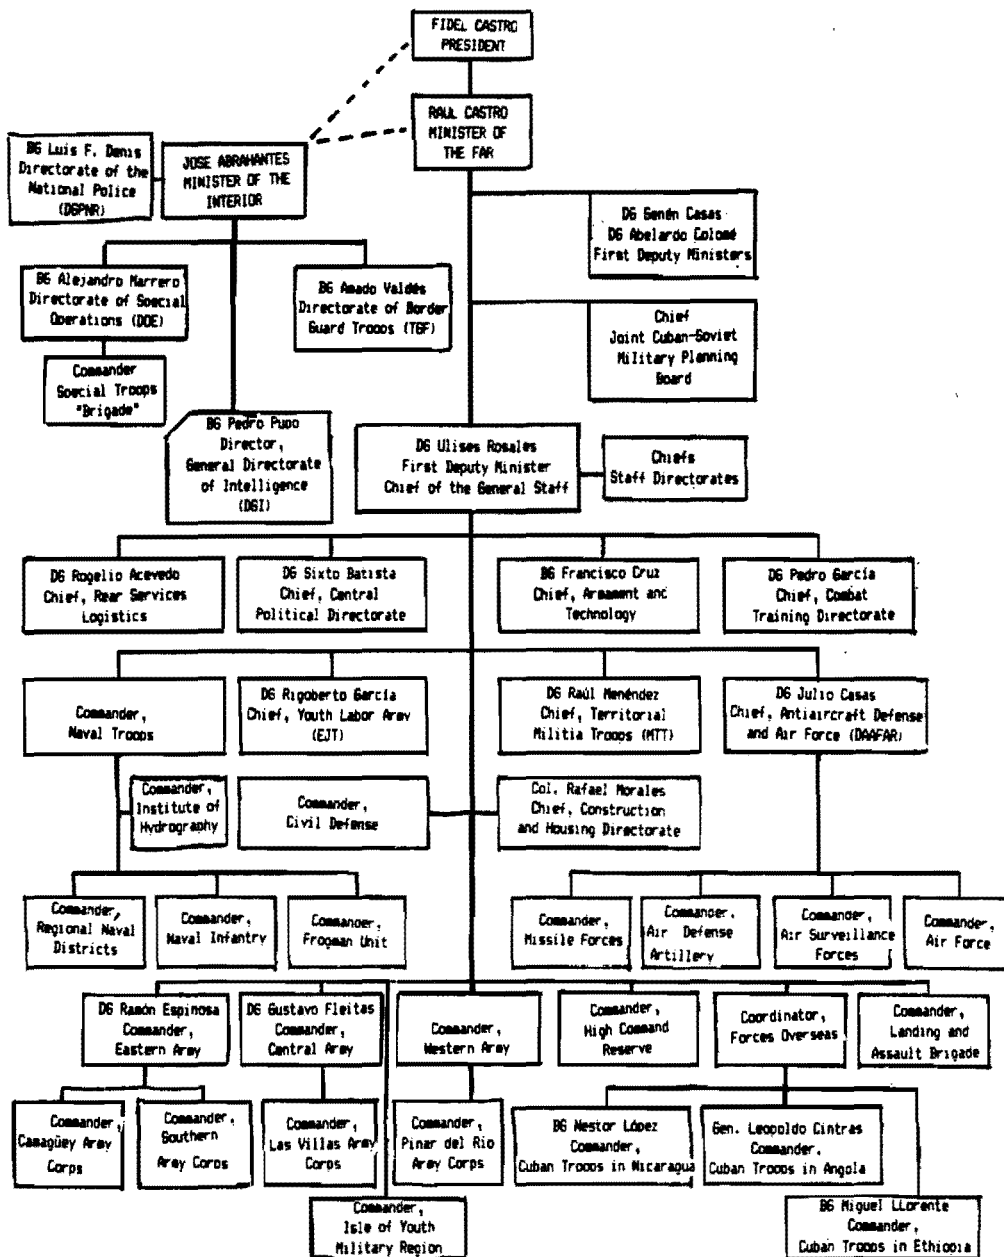 FIDEL CASTRO
PRESIDENT
RAUL CASTRO
MINISTER OF
THE FAR
BG Luis F. Denis
Directorate of the
National Police
(DGPNR)
JOSE ABRAHANTES
MINISTER OF THE
INTERIOR
DG Senén Casas
DG Abelardo Colomé
First Deputy Ministers
BG Alejandro Marrero
Directorate of Special
Operations (DOE)
BG Amado Valdés
Directorate of Border
Guard Troops (TGF)
Chief
Joint Cuban-Soviet
Military Planning
Board
Commander
Special Troops
"Brigade"
BG Pedro Pupo
Director,
General Directorate
of Intelligence
(DGI)
DG Ulises Rosales
First Deputy Minister
Chief of the General Staff
Chiefs
Staff Directorates
DG Rogelio Acevedo
Chief, Rear Services
Logistics
DG Sixto Batista
Chief, Central
Political Directorate
BG Francisco Cruz
Chief, Armament and
Technology
DG Pedro García
Chief, Combat
Training Directorate
Commander,
Naval Troops
DG Rigoberto García
Chief, Youth Labor Army
(EJT)
DG Raúl Menéndez
Chief, Territorial
Militia Troops (MTT)
DG Julio Casas
Chief, Antiaircraft Defense
and Air Force (DAAFAR)
Commander,
Institute of
Hydrography
Commander,
Civil Defense
Col. Rafael Morales
Chief, Construction
and Housing Directorate
Commander,
Regional Naval
Districts
Commander,
Naval Infantry
Commander,
Frogman Unit
Commander,
Missile Forces
Commander.
Air Defense
Artillery
Commander,
Air Surveillance
Forces
Commander,
Air Force
DG Ramón Espinosa
Commander,
Eastern Army
DG Gustavo Fleitas
Commander,
Central Army
Commander,
Western Army
Commander,
High Command
Reserve
Coordinator,
Forces Overseas
Commander,
Landing and
Assault Brigade
Commander,
Camagüey Army
Corps
Commander,
Southern
Army Corps
Commander,
Las Villas Army
Corps
Commander,
Pinar del Rio
Army Corps
BG Nestor López
Commander,
Cuban Troops in Nicaragua
Gen. Leopoldo Cintras
Commander,
Cuban Troops in Angola
Commander,
Isle of Youth
Military Region
BG Miguel LLorente
Commander,
Cuban Troops in Ethiopia